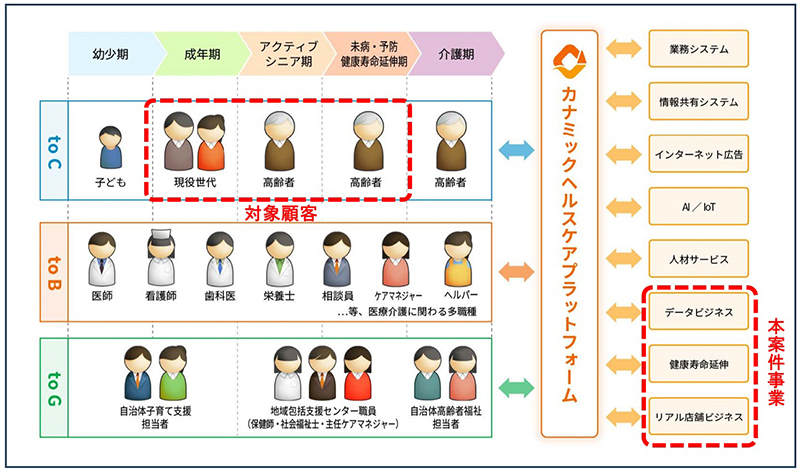 幼少期
成年期
アクティブ
シニア期
未病・予防
健康寿命延伸期
介護期
to C
子ども
現役世代
高齢者
高齢者
高齢者
対象顧客
to B
医師
看護師
歯科医
栄養士
相談員
ケアマネジャー
ヘルパー
…等、医療介護に関わる多職種
to G
自治体子育て支援
担当者
地域包括支援センター職員
(保健師・社会福祉士・主任ケアマネジャー)
自治体高齢者福祉
担当者
カナミックヘルスケアプラットフォーム
業務システム
情報共有システム
インターネット広告
AI／IoT
人材サービス
データビジネス
健康寿命延伸
リアル店舗ビジネス
本案件事業